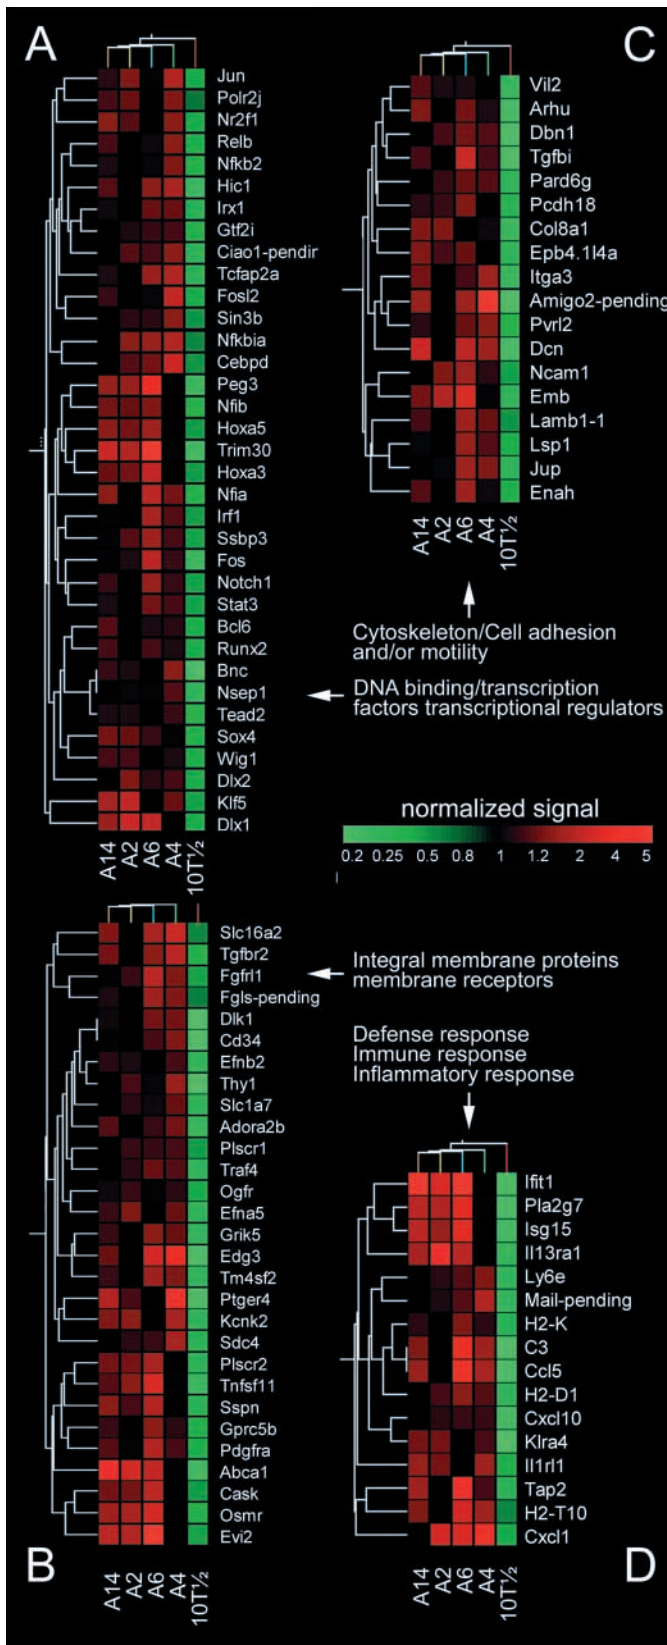 A
Jun
Polr2j
Nr2f1
Relb
Nfkb2
Hic1
Irx1
Gtf2i
Ciao1-pendir
Tcfap2a
Fosl2
Sin3b
Nfkbia
Cebpd
Peg3
Nfib
Hoxa5
Trim30
Hoxa3
Nfia
Irf1
Ssbp3
Fos
Notch1
Stat3
Bcl6
Runx2
Bnc
Nsep1
Tead2
Sox4
Wig1
Dlx2
Klf5
Dlx1
A14
A2
A6
A4
10T½
C
Vil2
Arhu
Dbn1
Tgfbi
Pard6g
Pcdh18
Col8a1
Epb4.1l4a
Itga3
Amigo2-pending
Pvrl2
Dcn
Ncam1
Emb
Lamb1-1
Lsp1
Jup
Enah
A14
A2
A6
A4
10T½
Cytoskeleton/Cell adhesion
and/or motility
DNA binding/transcription
factors transcriptional regulators
normalized signal
0.2 0.25 0.5 0.8 1 1.2 2 4 5
Slc16a2
Tgfbr2
Fgfrl1
Fgls-pending
Dlk1
Cd34
Efnb2
Thy1
Slc1a7
Adora2b
Plscr1
Traf4
Ogfr
Efna5
Grik5
Edg3
Tm4sf2
Ptger4
Kcnk2
Sdc4
Plscr2
Tnfsf11
Sspn
Gprc5b
Pdgfra
Abca1
Cask
Osmr
Evi2
A14
A2
A6
A4
10T½
B
Integral membrane proteins
membrane receptors
Defense response
Immune response
Inflammatory response
Ifit1
Pla2g7
Isg15
Il13ra1
Ly6e
Mail-pending
H2-K
C3
Ccl5
H2-D1
Cxcl10
Klra4
Il1rl1
Tap2
H2-T10
Cxcl1
A14
A2
A6
A4
10T½
D